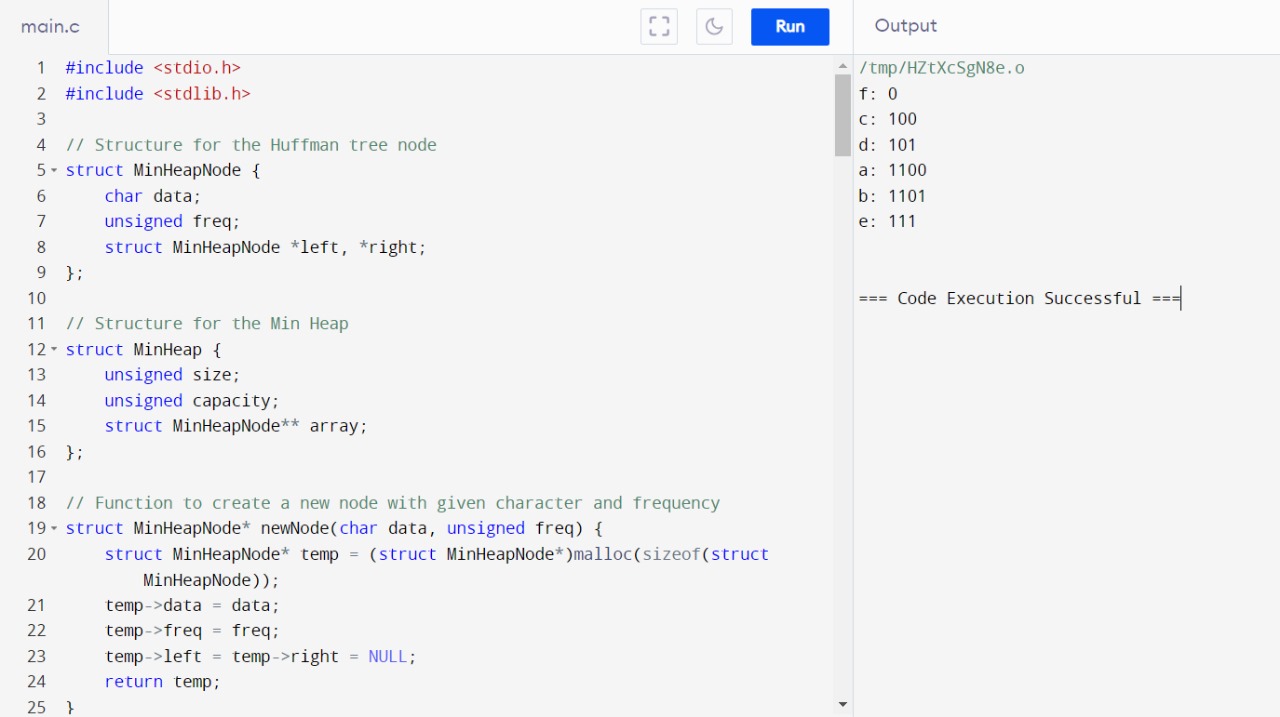 main.c
Run
Output
1 #include <stdio.h>
2 #include <stdlib.h>
3
4 // Structure for the Huffman tree node
5 struct MinHeapNode {
6     char data;
7     unsigned freq;
8     struct MinHeapNode *left, *right;
9 };
10
11 // Structure for the Min Heap
12 struct MinHeap {
13     unsigned size;
14     unsigned capacity;
15     struct MinHeapNode** array;
16 };
17
18 // Function to create a new node with given character and frequency
19 struct MinHeapNode* newNode(char data, unsigned freq) {
20     struct MinHeapNode* temp = (struct MinHeapNode*)malloc(sizeof(struct
        MinHeapNode));
21     temp->data = data;
22     temp->freq = freq;
23     temp->left = temp->right = NULL;
24     return temp;
25 }
/tmp/HZtXcSgN8e.o
f: 0
c: 100
d: 101
a: 1100
b: 1101
e: 111
=== Code Execution Successful ===